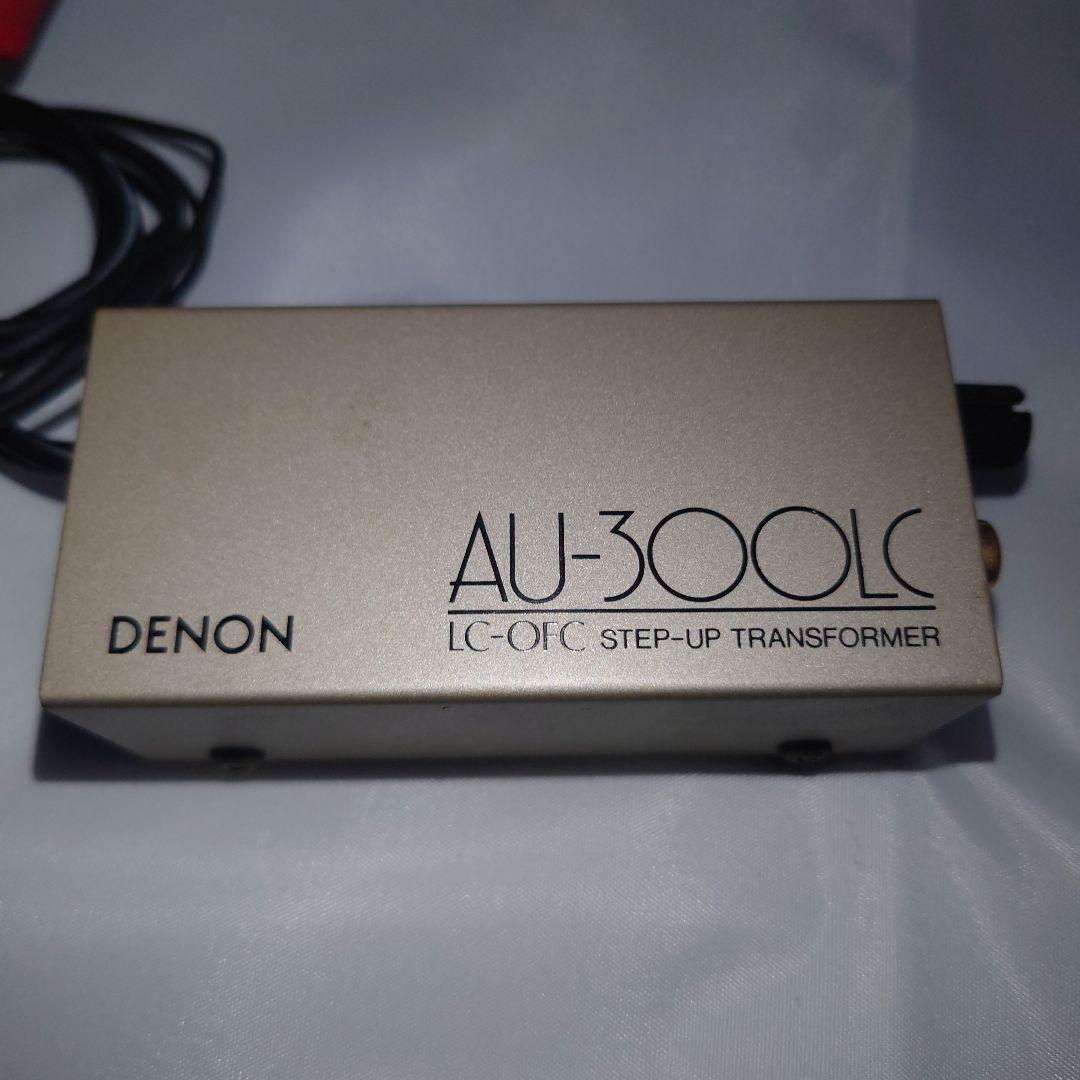 AU-300LC
DENON
LC-OFC STEP-UP TRANSFORMER